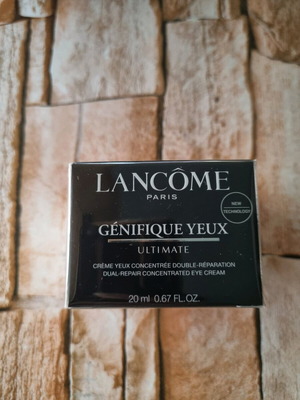 LANCÔME
PARIS
NEW
TECHNOLOGY
GÉNIFIQUE YEUX
ULTIMATE
CRÈME YEUX CONCENTRÉE DOUBLE-RÉPARATION
DUAL-REPAIR CONCENTRATED EYE CREAM
20 ml 0.67 FL.OZ.